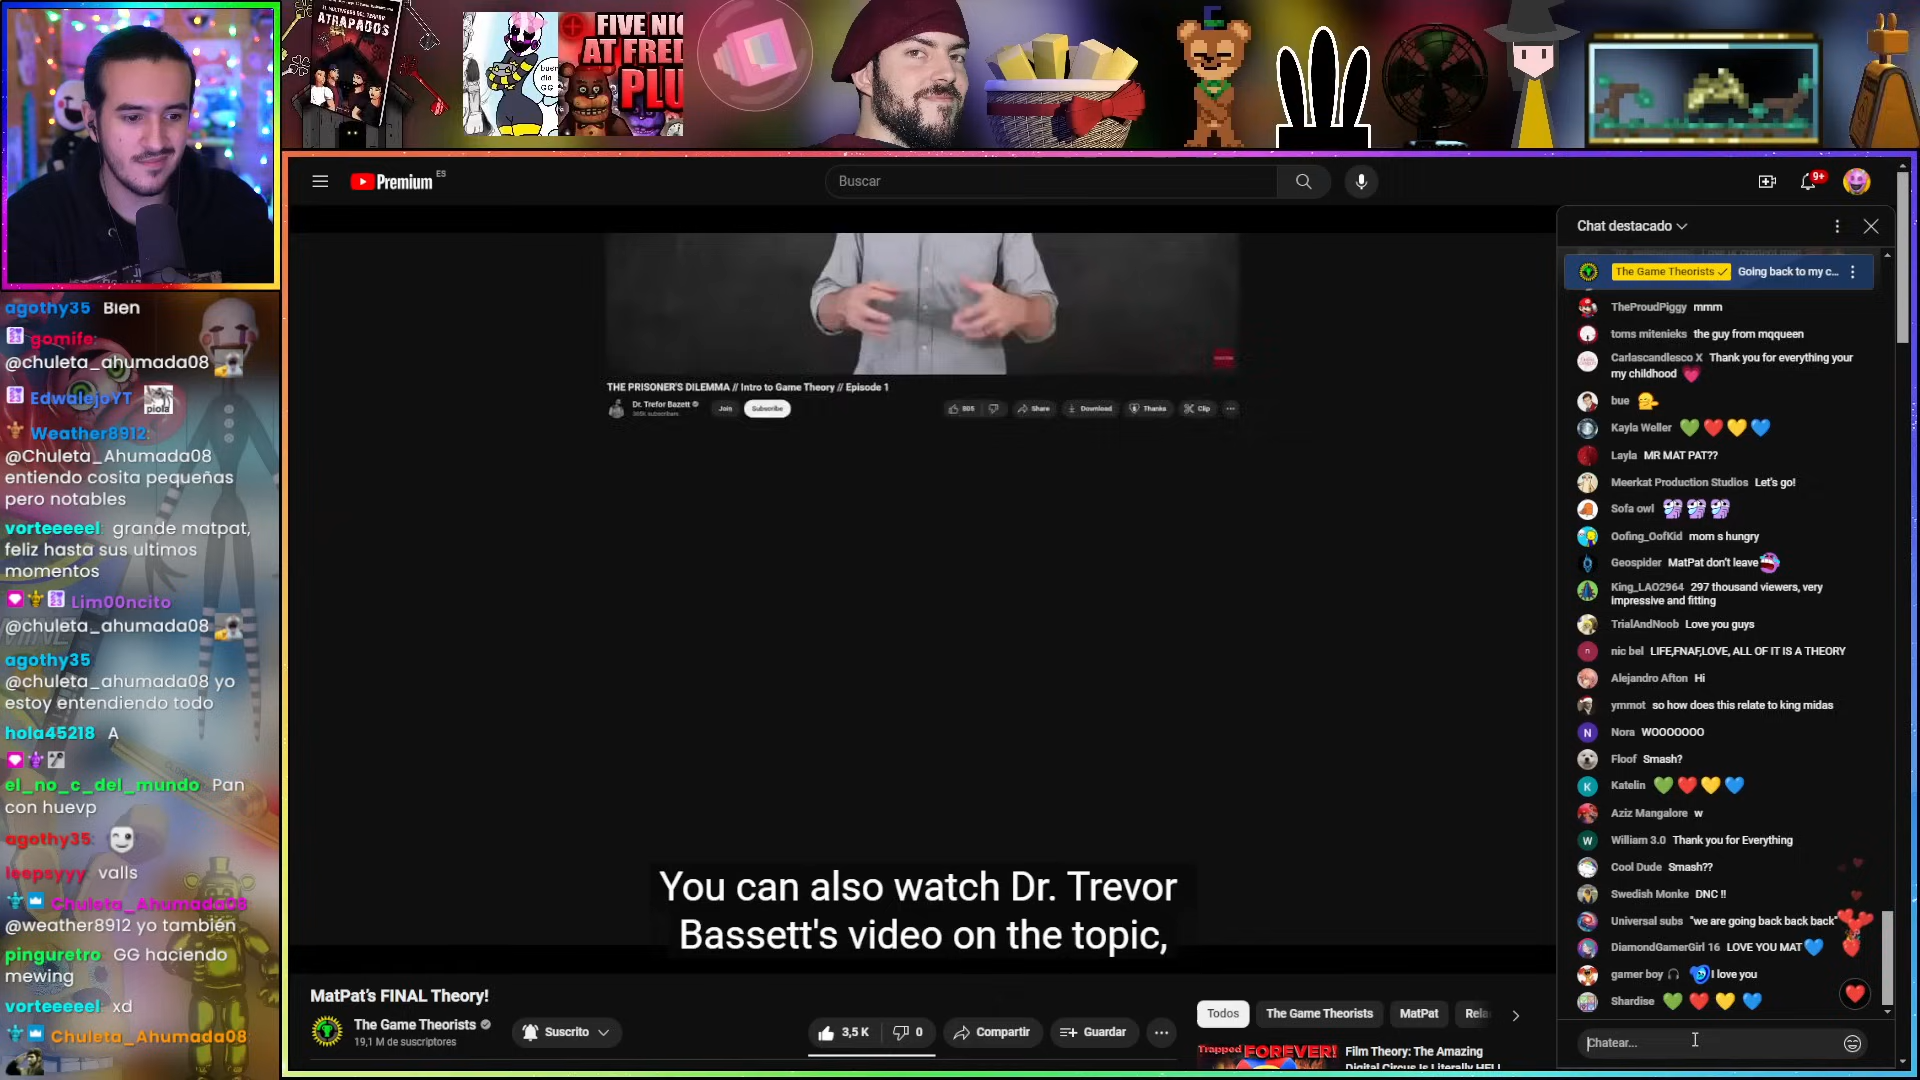 ATRAPADOS
buen
dia
GG
FIVE NI
AT FRED
PLU
agothy35 Bien
gomife:
@chuleta_ahumada08
EdwalejoYT
piola
Weather8912:
@Chuleta_Ahumada08
entiendo cosita pequeñas
pero notables
vorteeeeel grande matpat,
feliz hasta sus ultimos
momentos
Lim00ncito
@chuleta_ahumada08
agothy35
@chuleta_ahumada08 yo
estoy entendiendo todo
hola45218 A
el_no_c_del_mundo Pan
con huevp
agothy35:
leepsyyy valls
Chuleta_Ahumada08
@weather8912 yo también
pinguretro GG haciendo
mewing
vorteeeeel xd
Chuleta_Ahumada08
Premium ES
Buscar
9+
THE PRISONER'S DILEMMA // Intro to Game Theory // Episode 1
Dr. Trefor Bazett
Join
Subscribe
805
Share
Download
Thanks
Clip
You can also watch Dr. Trevor
Bassett's video on the topic,
MatPat's FINAL Theory!
The Game Theorists
19,1 M de suscriptores
Suscrito
3,5 K
0
Compartir
Guardar
Todos
The Game Theorists
MatPat
Rela
Trapped FOREVER!
Film Theory: The Amazing
Digital Circus Is Literally HELL
Chat destacado
The Game Theorists Going back to my c...
TheProudPiggy mmm
toms mitenieks the guy from mqqueen
Carlascandlesco X Thank you for everything your
my childhood
bue
Kayla Weller
Layla MR MAT PAT??
Meerkat Production Studios Let's go!
Sofa owl
Oofing_OofKid mom s hungry
Geospider MatPat don't leave
King_LAO2964 297 thousand viewers, very
impressive and fitting
TrialAndNoob Love you guys
nic bel LIFE,FNAF,LOVE, ALL OF IT IS A THEORY
Alejandro Afton Hi
ymmot so how does this relate to king midas
N Nora WOOOOOOO
Floof Smash?
K Katelin
Aziz Mangalore w
W William 3.0 Thank you for Everything
Cool Dude Smash??
Swedish Monke DNC !!
Universal subs "we are going back back back"
DiamondGamerGirl 16 LOVE YOU MAT
gamer boy I love you
Shardise
Chatear...